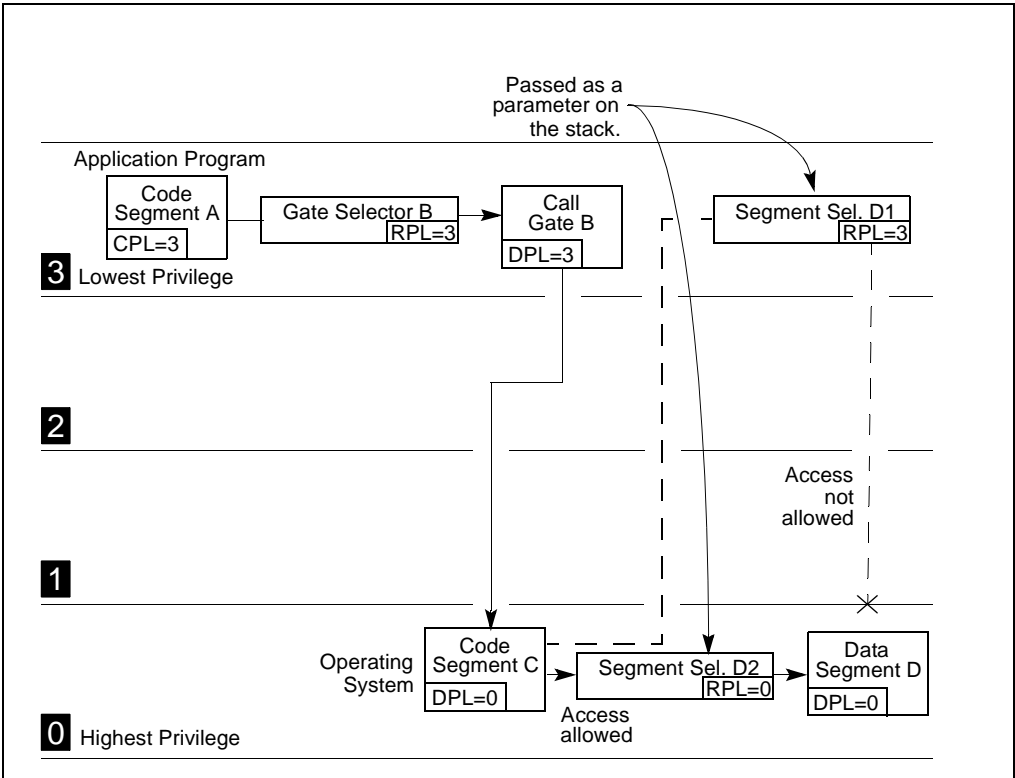 Passed as a
parameter on
the stack.
Application Program
Code
Segment A
CPL=3
Gate Selector B
RPL=3
Call
Gate B
DPL=3
Segment Sel. D1
RPL=3
3 Lowest Privilege
2
Access
not
allowed
1
Operating
System
Code
Segment C
DPL=0
Access
allowed
Segment Sel. D2
RPL=0
Data
Segment D
DPL=0
0 Highest Privilege